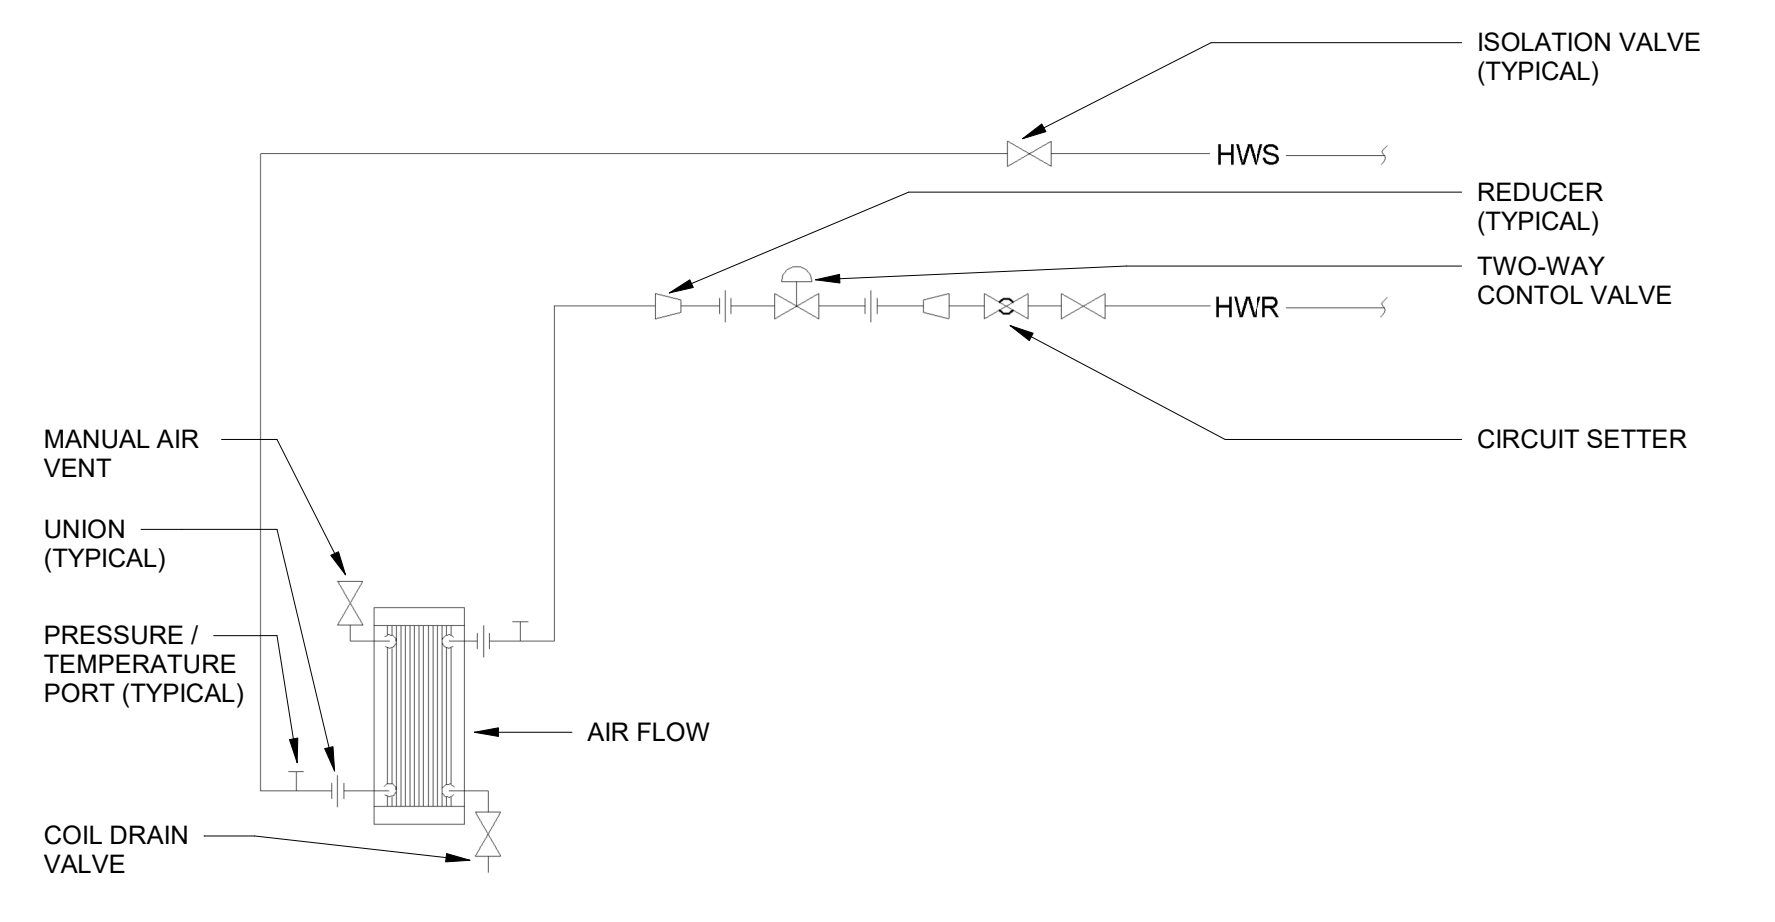 ISOLATION VALVE
(TYPICAL)
HWS
REDUCER
(TYPICAL)
TWO-WAY
CONTOL VALVE
HWR
CIRCUIT SETTER
MANUAL AIR
VENT
UNION
(TYPICAL)
PRESSURE /
TEMPERATURE
PORT (TYPICAL)
AIR FLOW
COIL DRAIN
VALVE